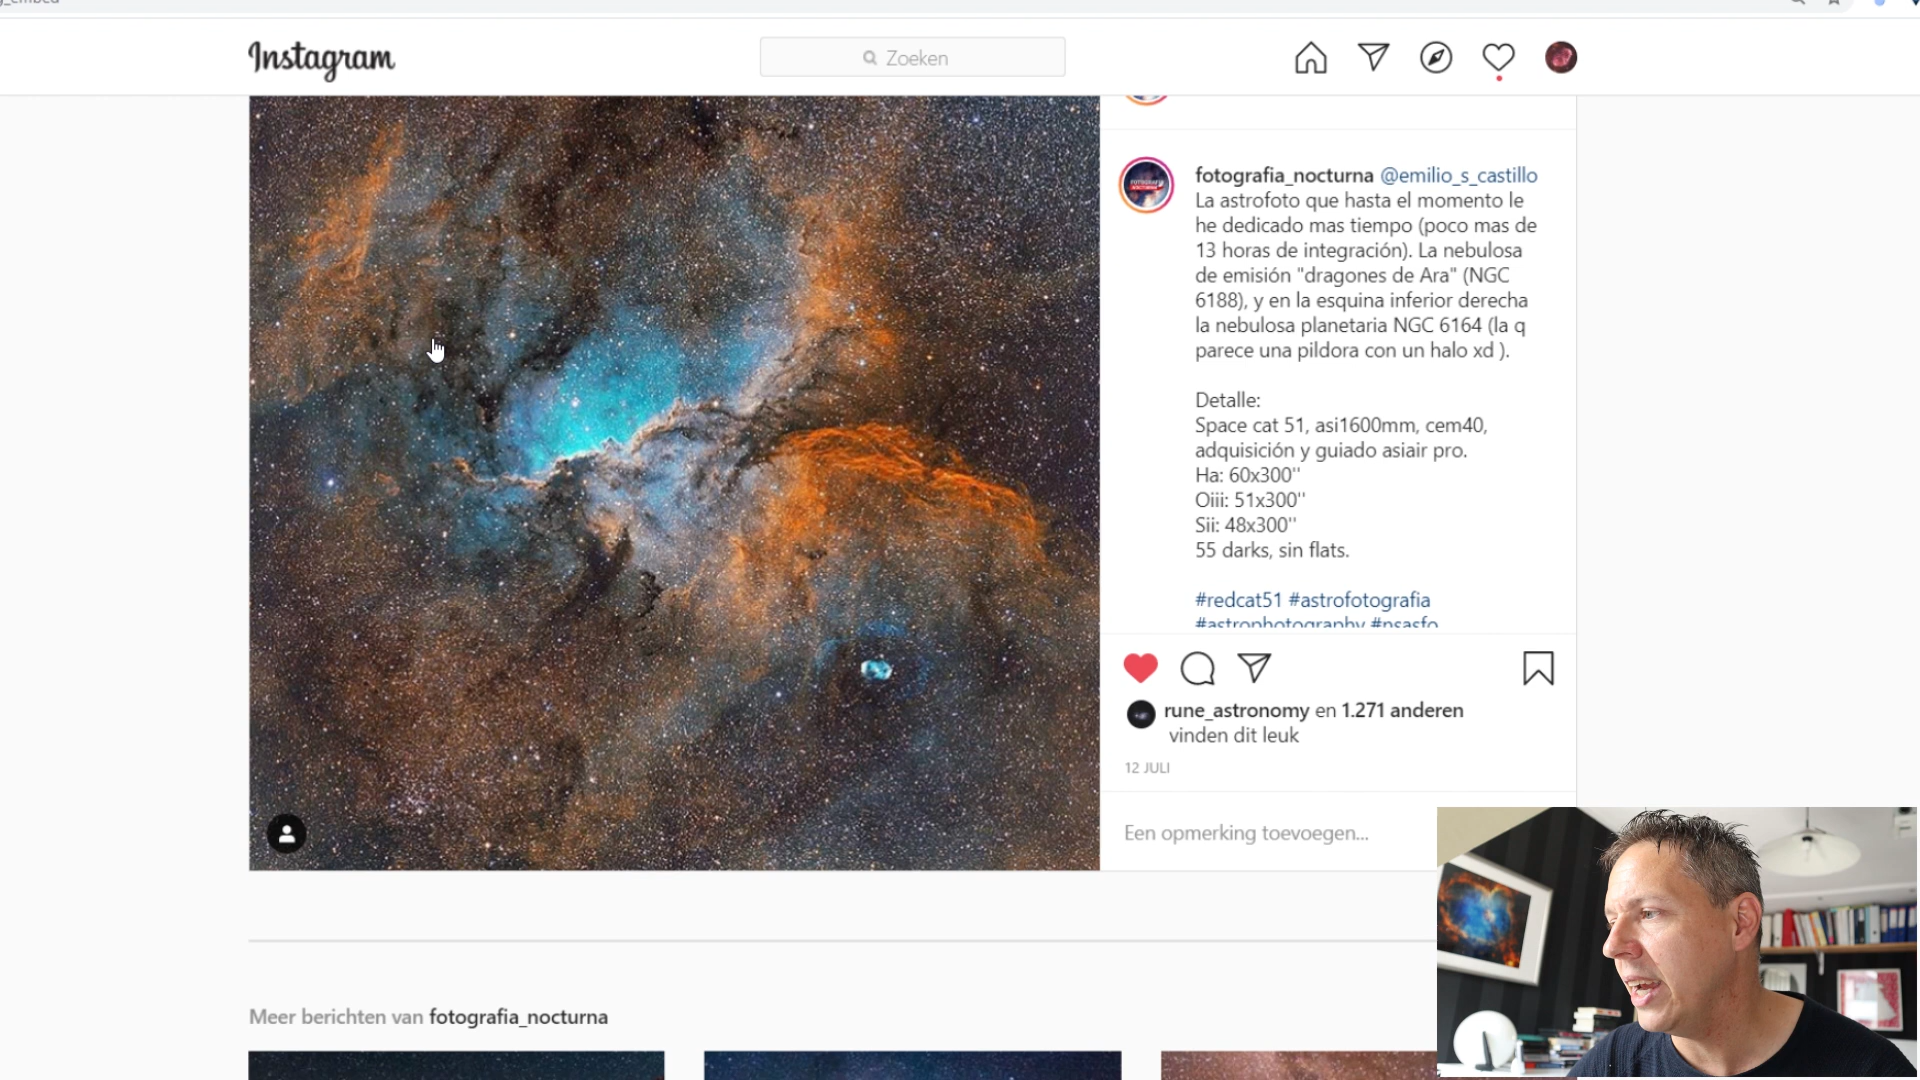 Instagram
Zoeken
fotografia_nocturna @emilio_s_castillo
La astrofoto que hasta el momento le
he dedicado mas tiempo (poco mas de
13 horas de integración). La nebulosa
de emisión "dragones de Ara" (NGC
6188), y en la esquina inferior derecha
la nebulosa planetaria NGC 6164 (la q
parece una pildora con un halo xd ).
Detalle:
Space cat 51, asi1600mm, cem40,
adquisición y guiado asiair pro.
Ha: 60x300''
Oiii: 51x300''
Sii: 48x300''
55 darks, sin flats.
#redcat51 #astrofotografia
#astrophotography #nsasfo
rune_astronomy en 1.271 anderen
vinden dit leuk
12 JULI
Een opmerking toevoegen...
Meer berichten van fotografia_nocturna